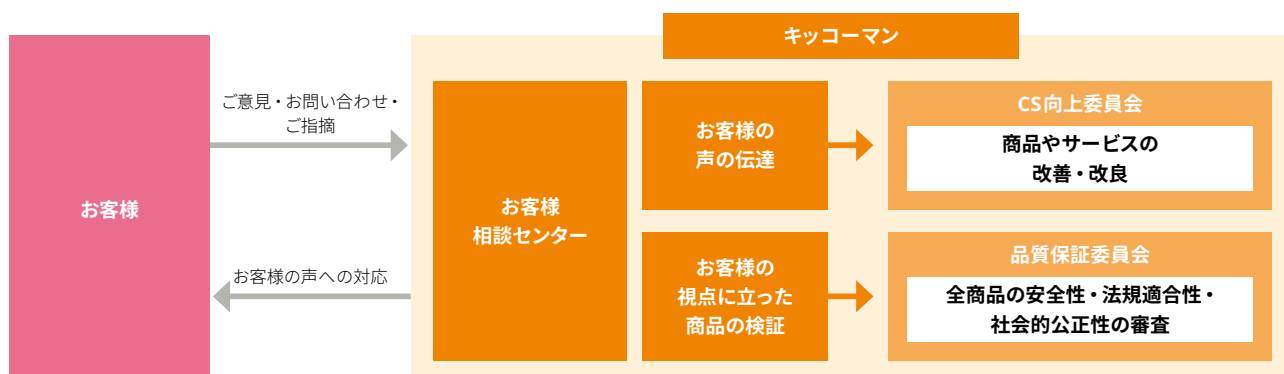 キッコーマン
お客様
ご意見・お問い合わせ・
ご指摘
お客様の声への対応
お客様
相談センター
お客様の
声の伝達
CS向上委員会
商品やサービスの
改善・改良
お客様の
視点に立った
商品の検証
品質保証委員会
全商品の安全性・法規適合性・
社会的公正性の審査